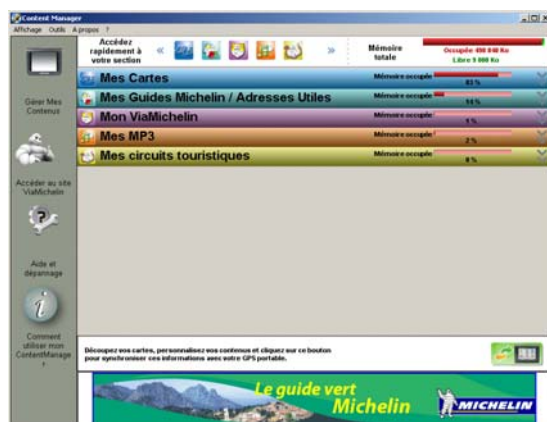 Content Manager
Affichage Outils A propos ?
Accédez
rapidement à
votre section
Mémoire
totale
Occupée 498 840 Ko
Libre 9 000 Ko
Mes Cartes
Mémoire occupée
83 %
Mes Guides Michelin / Adresses Utiles
Mémoire occupée
14 %
Mon ViaMichelin
Mémoire occupée
1 %
Mes MP3
Mémoire occupée
2 %
Mes circuits touristiques
Mémoire occupée
0 %
Gérer Mes
Contenus
Accéder au site
ViaMichelin
Aide et
dépannage
Comment
utiliser mon
ContentManage
?
Découpez vos cartes, personnalisez vos contenus et cliquez sur ce bouton
pour synchroniser ces informations avec votre GPS portable.
Le guide vert
Michelin
MICHELIN